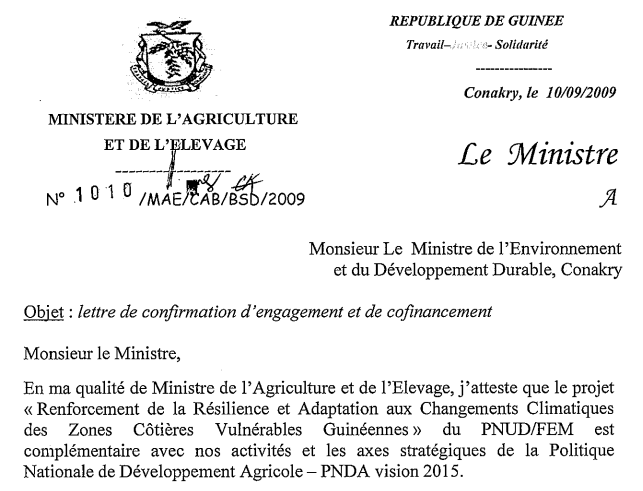 REPUBLIQUE DE GUINEE
Travail–Justice- Solidarité
----------------
Conakry, le 10/09/2009
MINISTERE DE L’AGRICULTURE
ET DE L’ELEVAGE
--------------------
N° 1010 /MAE/CAB/BSD/2009
Le Ministre
A
Monsieur Le Ministre de l’Environnement
et du Développement Durable, Conakry
Objet : lettre de confirmation d’engagement et de cofinancement
Monsieur le Ministre,
En ma qualité de Ministre de l’Agriculture et de l’Elevage, j’atteste que le projet
« Renforcement de la Résilience et Adaptation aux Changements Climatiques
des Zones Côtières Vulnérables Guinéennes » du PNUD/FEM est
complémentaire avec nos activités et les axes stratégiques de la Politique
Nationale de Développement Agricole – PNDA vision 2015.